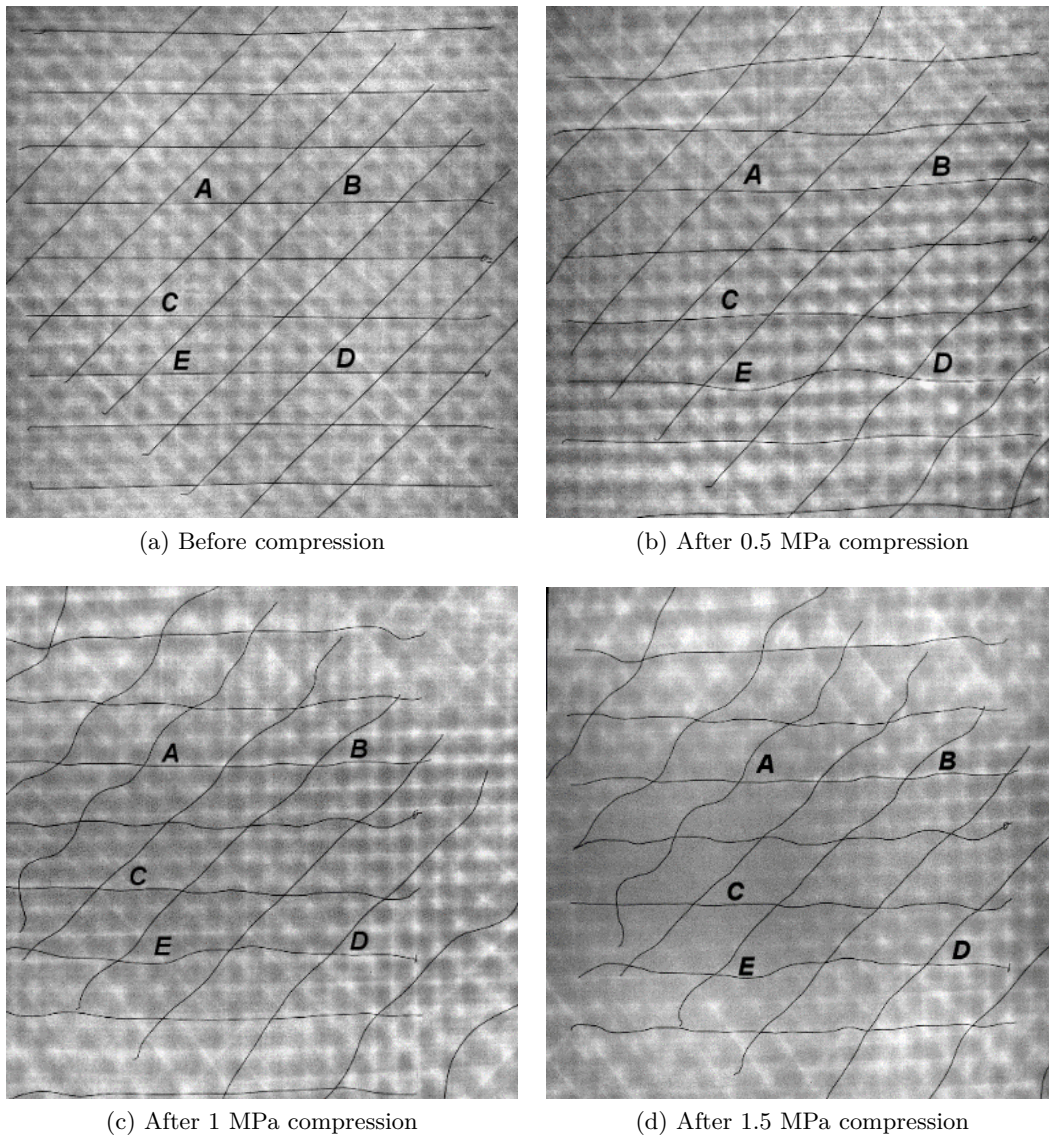 A
B
C
E
D
(a) Before compression
A
B
C
E
D
(b) After 0.5 MPa compression
A
B
C
E
D
(c) After 1 MPa compression
A
B
C
E
D
(d) After 1.5 MPa compression